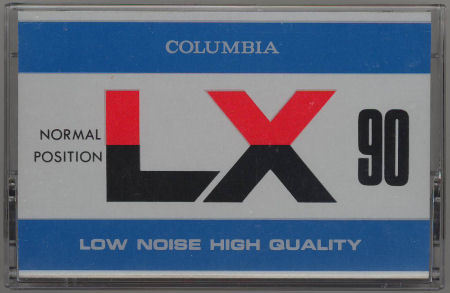 COLUMBIA
NORMAL
POSITION
LX
90
LOW NOISE HIGH QUALITY